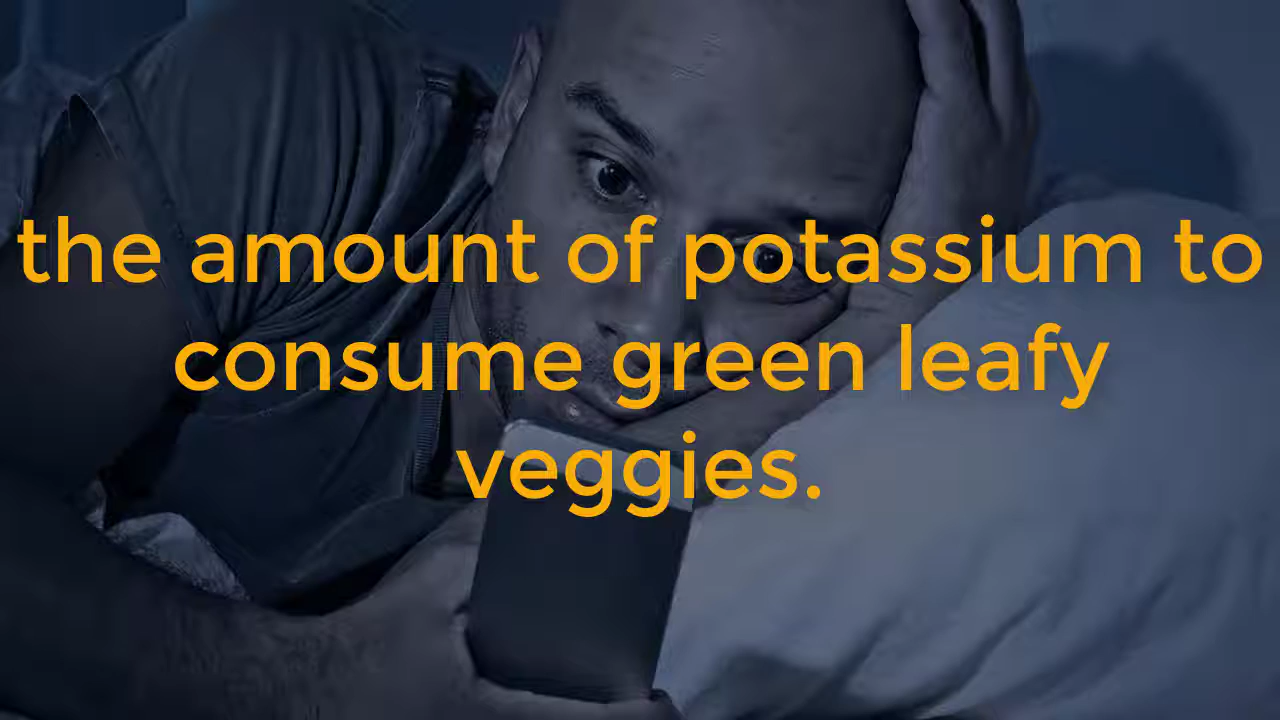 the amount of potassium to
consume green leafy
veggies.